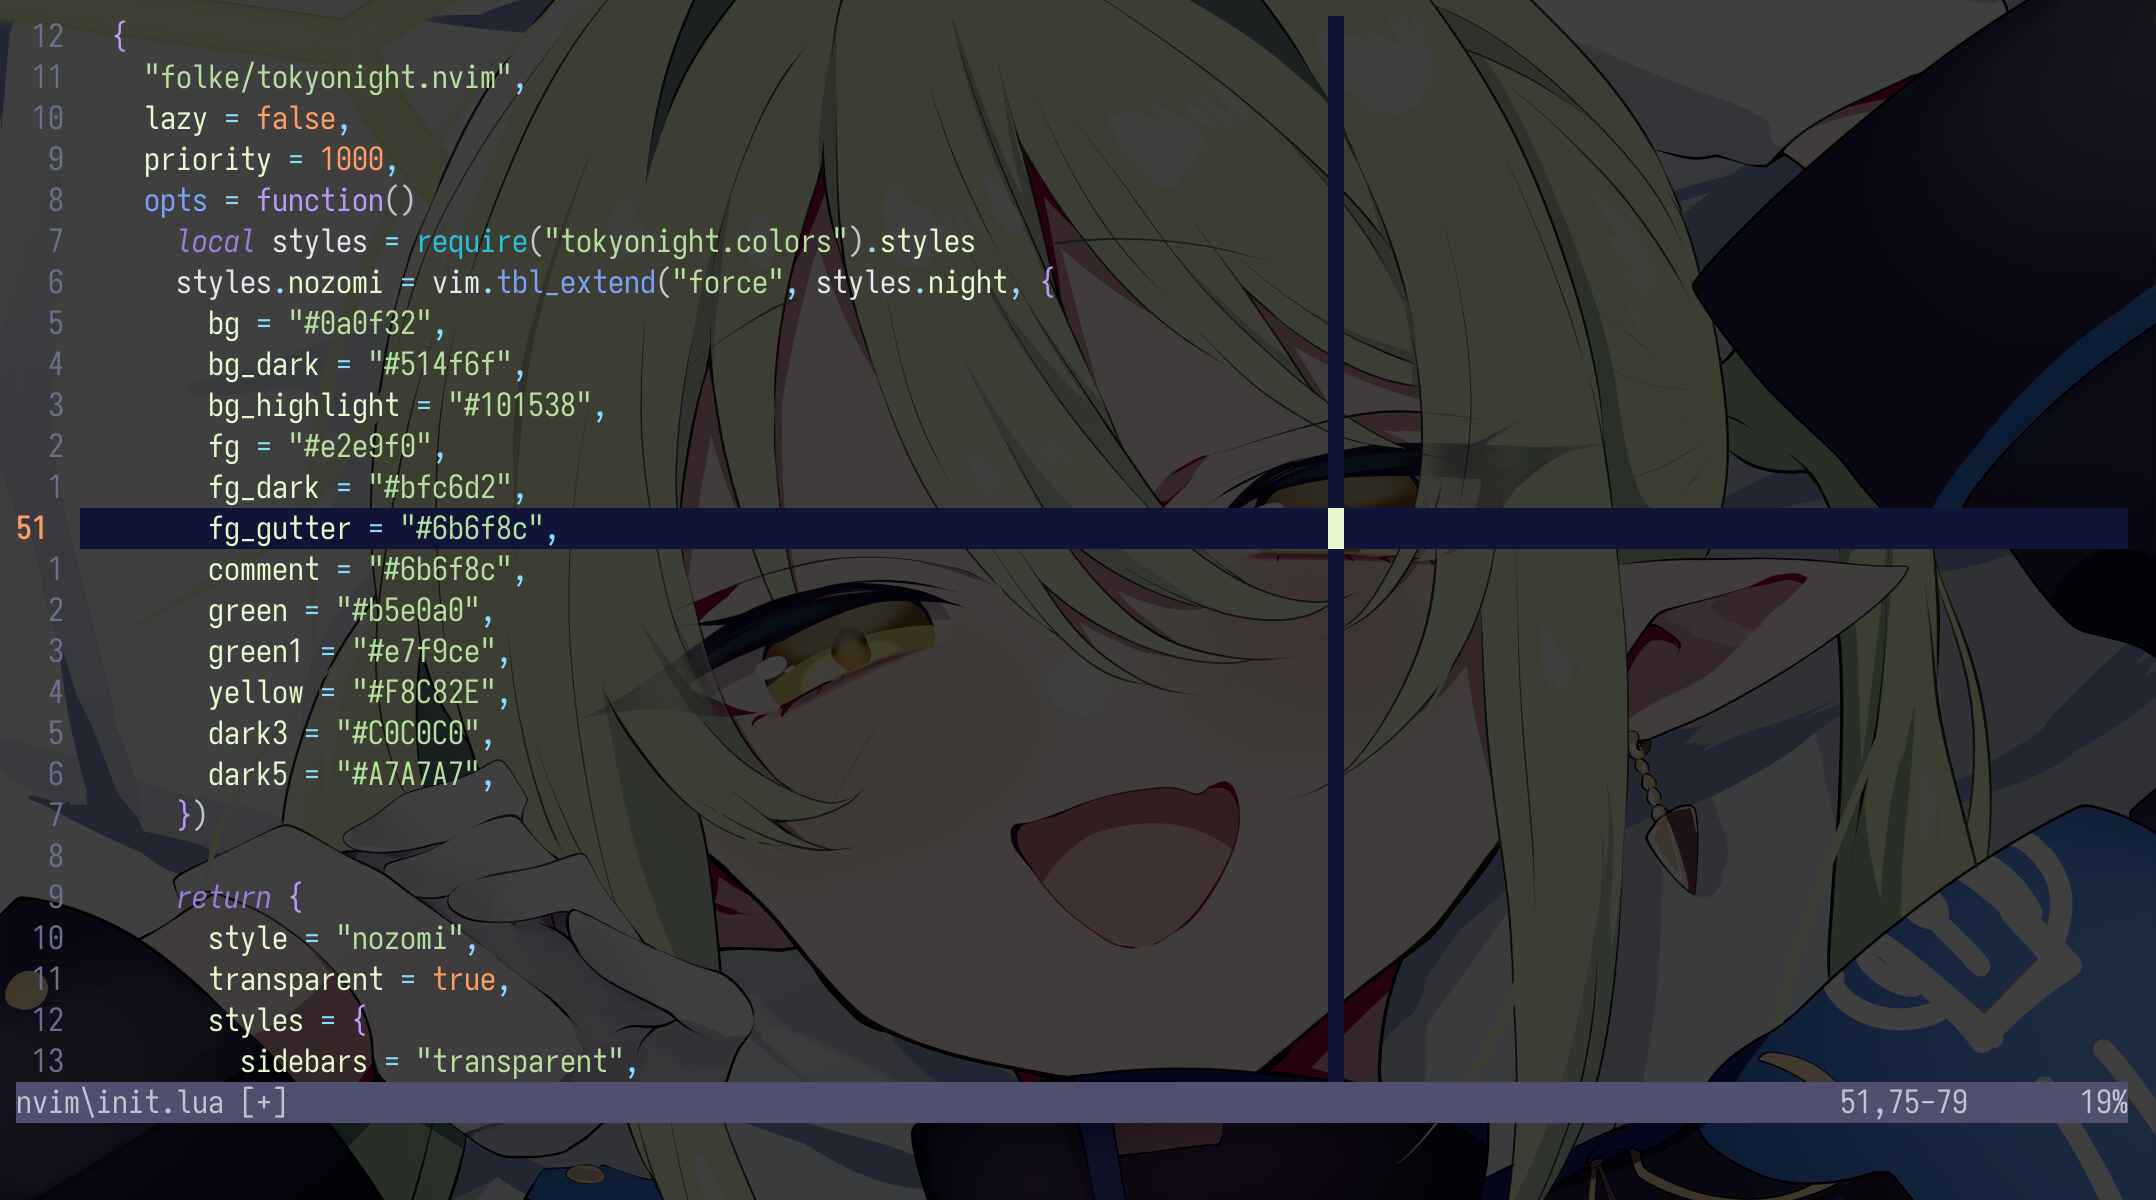 12 {
11 "folke/tokyonight.nvim",
10 lazy = false,
9 priority = 1000,
8 opts = function()
7 local styles = require("tokyonight.colors").styles
6 styles.nozomi = vim.tbl_extend("force", styles.night, {
5 bg = "#0a0f32",
4 bg_dark = "#514f6f",
3 bg_highlight = "#101538",
2 fg = "#e2e9f0",
1 fg_dark = "#bfc6d2",
51 fg_gutter = "#6b6f8c",
1 comment = "#6b6f8c",
2 green = "#b5e0a0",
3 green1 = "#e7f9ce",
4 yellow = "#F8C82E",
5 dark3 = "#C0C0C0",
6 dark5 = "#A7A7A7",
7 })
8
9 return {
10 style = "nozomi",
11 transparent = true,
12 styles = {
13 sidebars = "transparent",
nvim\init.lua [+] 51,75-79 19%